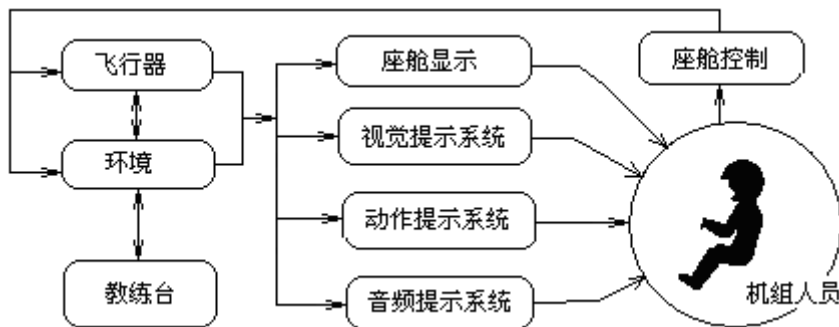 飞行器
座舱显示
座舱控制
环境
视觉提示系统
动作提示系统
教练台
音频提示系统
机组人员